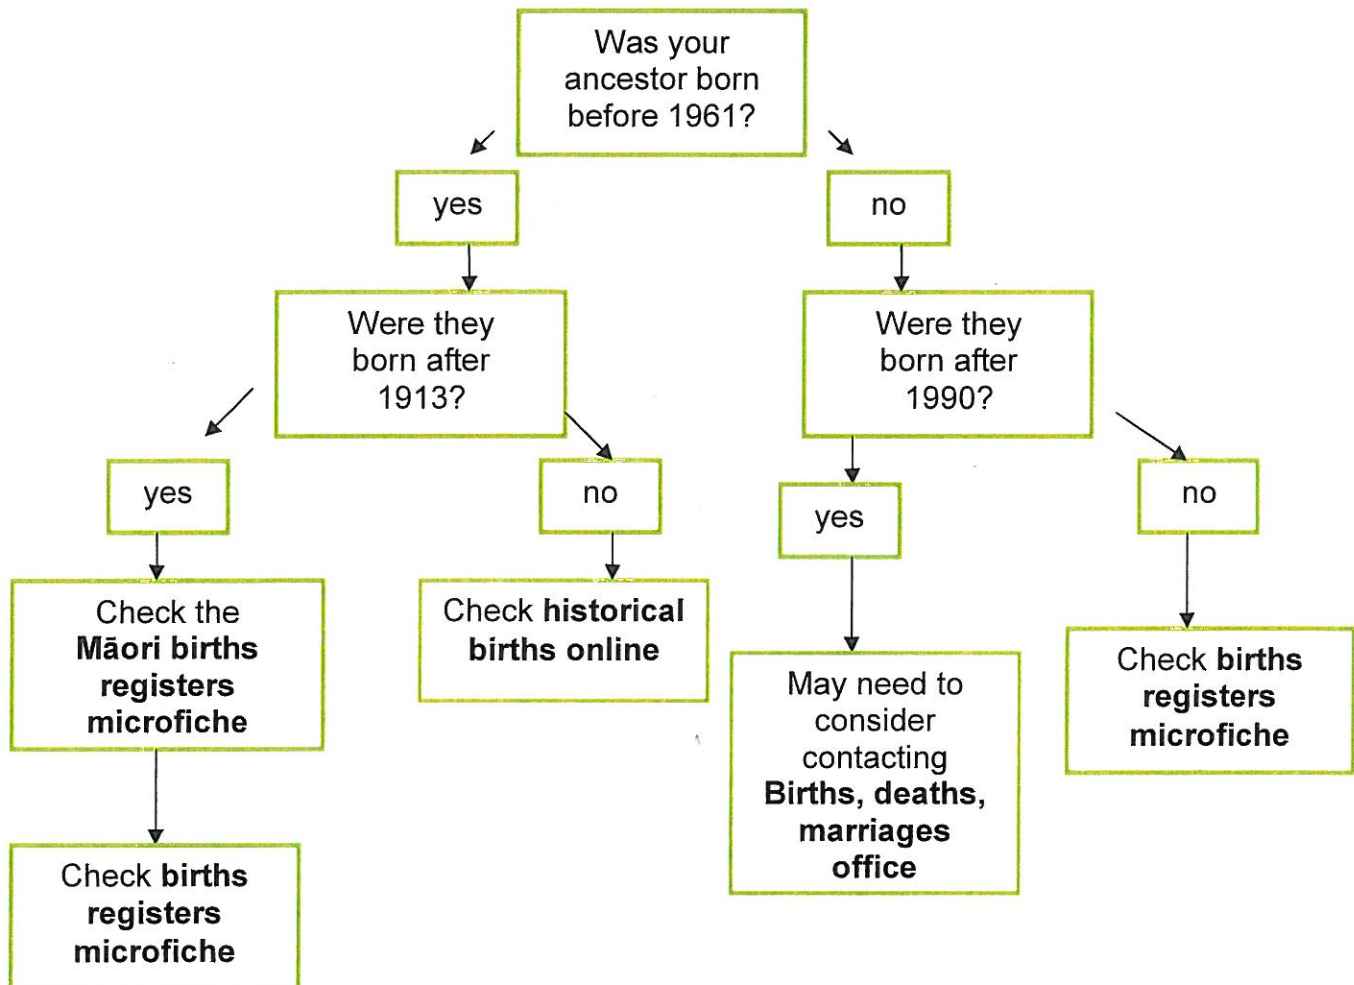 Was your
ancestor born
before 1961?
yes
no
Were they
born after
1913?
Were they
born after
1990?
yes
no
yes
no
Check the
Māori births
registers
microfiche
Check historical
births online
May need to
consider
contacting
Births, deaths,
marriages
office
Check births
registers
microfiche
Check births
registers
microfiche